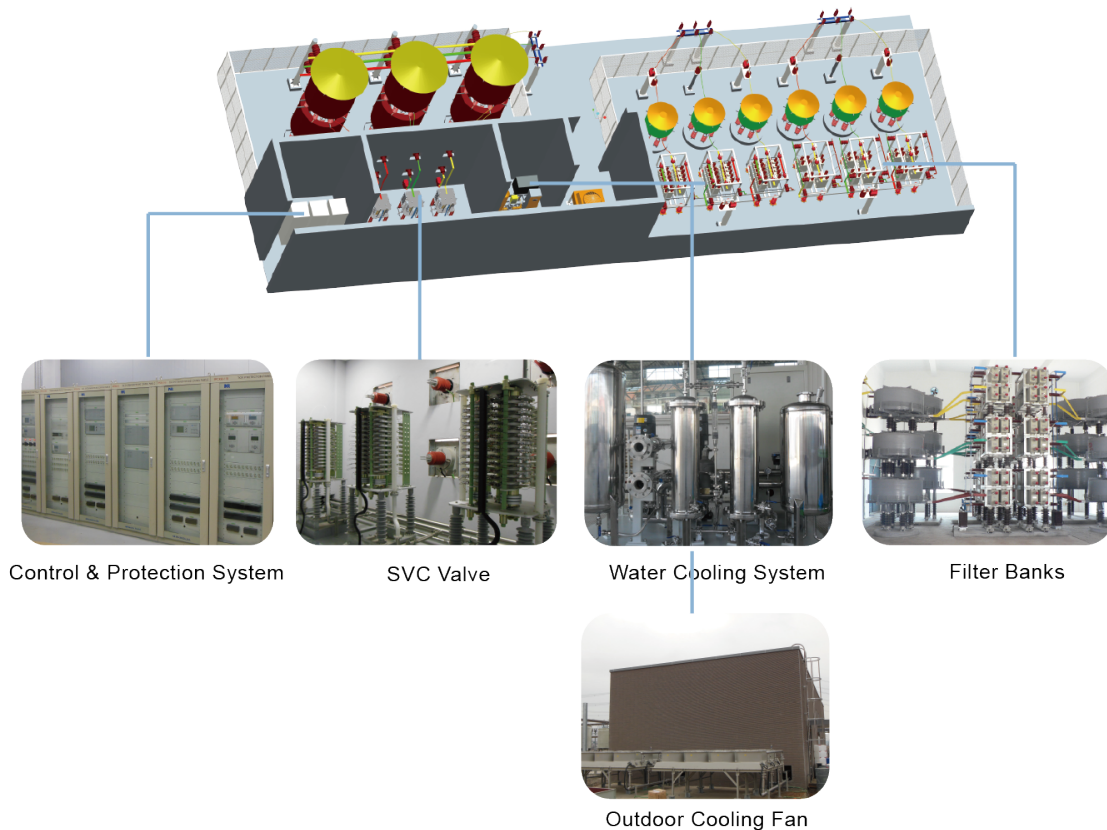 Control & Protection System
SVC Valve
Water Cooling System
Filter Banks
Outdoor Cooling Fan